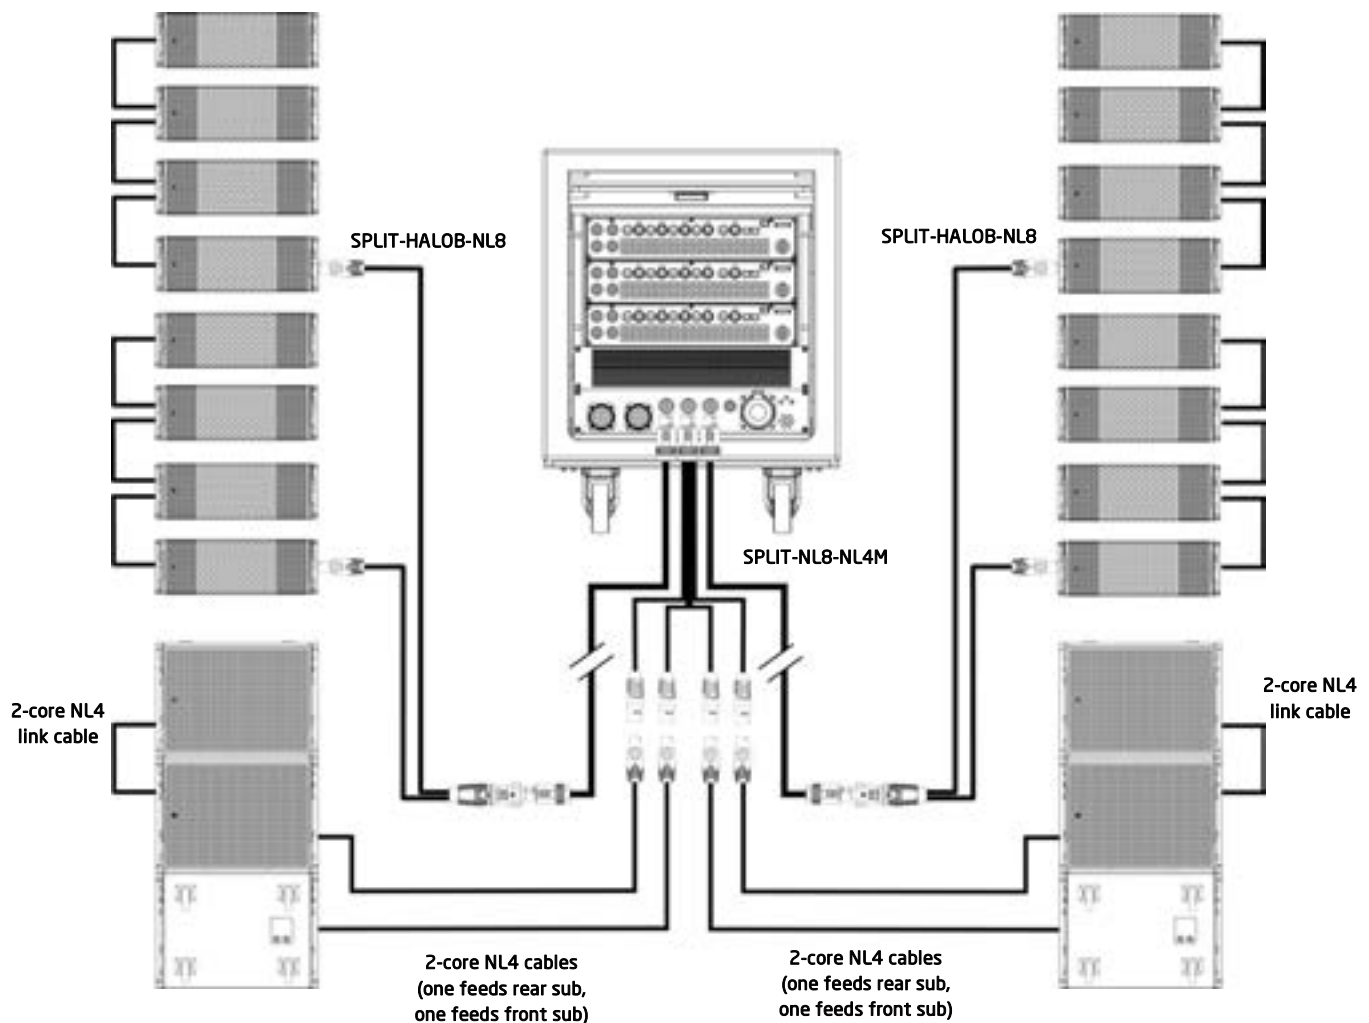 SPLIT-HALOB-NL8
SPLIT-HALOB-NL8
SPLIT-NL8-NL4M
2-core NL4
link cable
2-core NL4
link cable
2-core NL4 cables
(one feeds rear sub,
one feeds front sub)
2-core NL4 cables
(one feeds rear sub,
one feeds front sub)